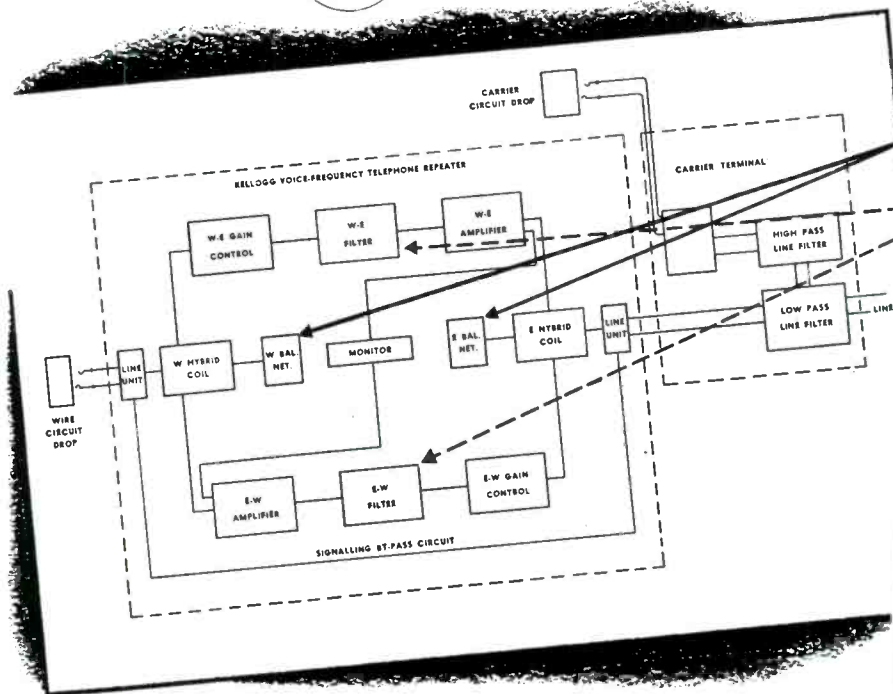 CARRIER
CIRCUIT DROP
KELLOGG VOICE-FREQUENCY TELEPHONE REPEATER
CARRIER TERMINAL
W-E GAIN
CONTROL
W-E
FILTER
W-E
AMPLIFIER
HIGH PASS
LINE FILTER
LOW PASS
LINE FILTER
LINE
LINE
UNIT
W HYBRID
COIL
W BAL.
NET.
MONITOR
E BAL.
NET.
E HYBRID
COIL
LINE
UNIT
WIRE
CIRCUIT
DROP
E-W
AMPLIFIER
E-W
FILTRE
E-W GAIN
CONTROL
SIGNALLING BT-PASS CIRCUIT